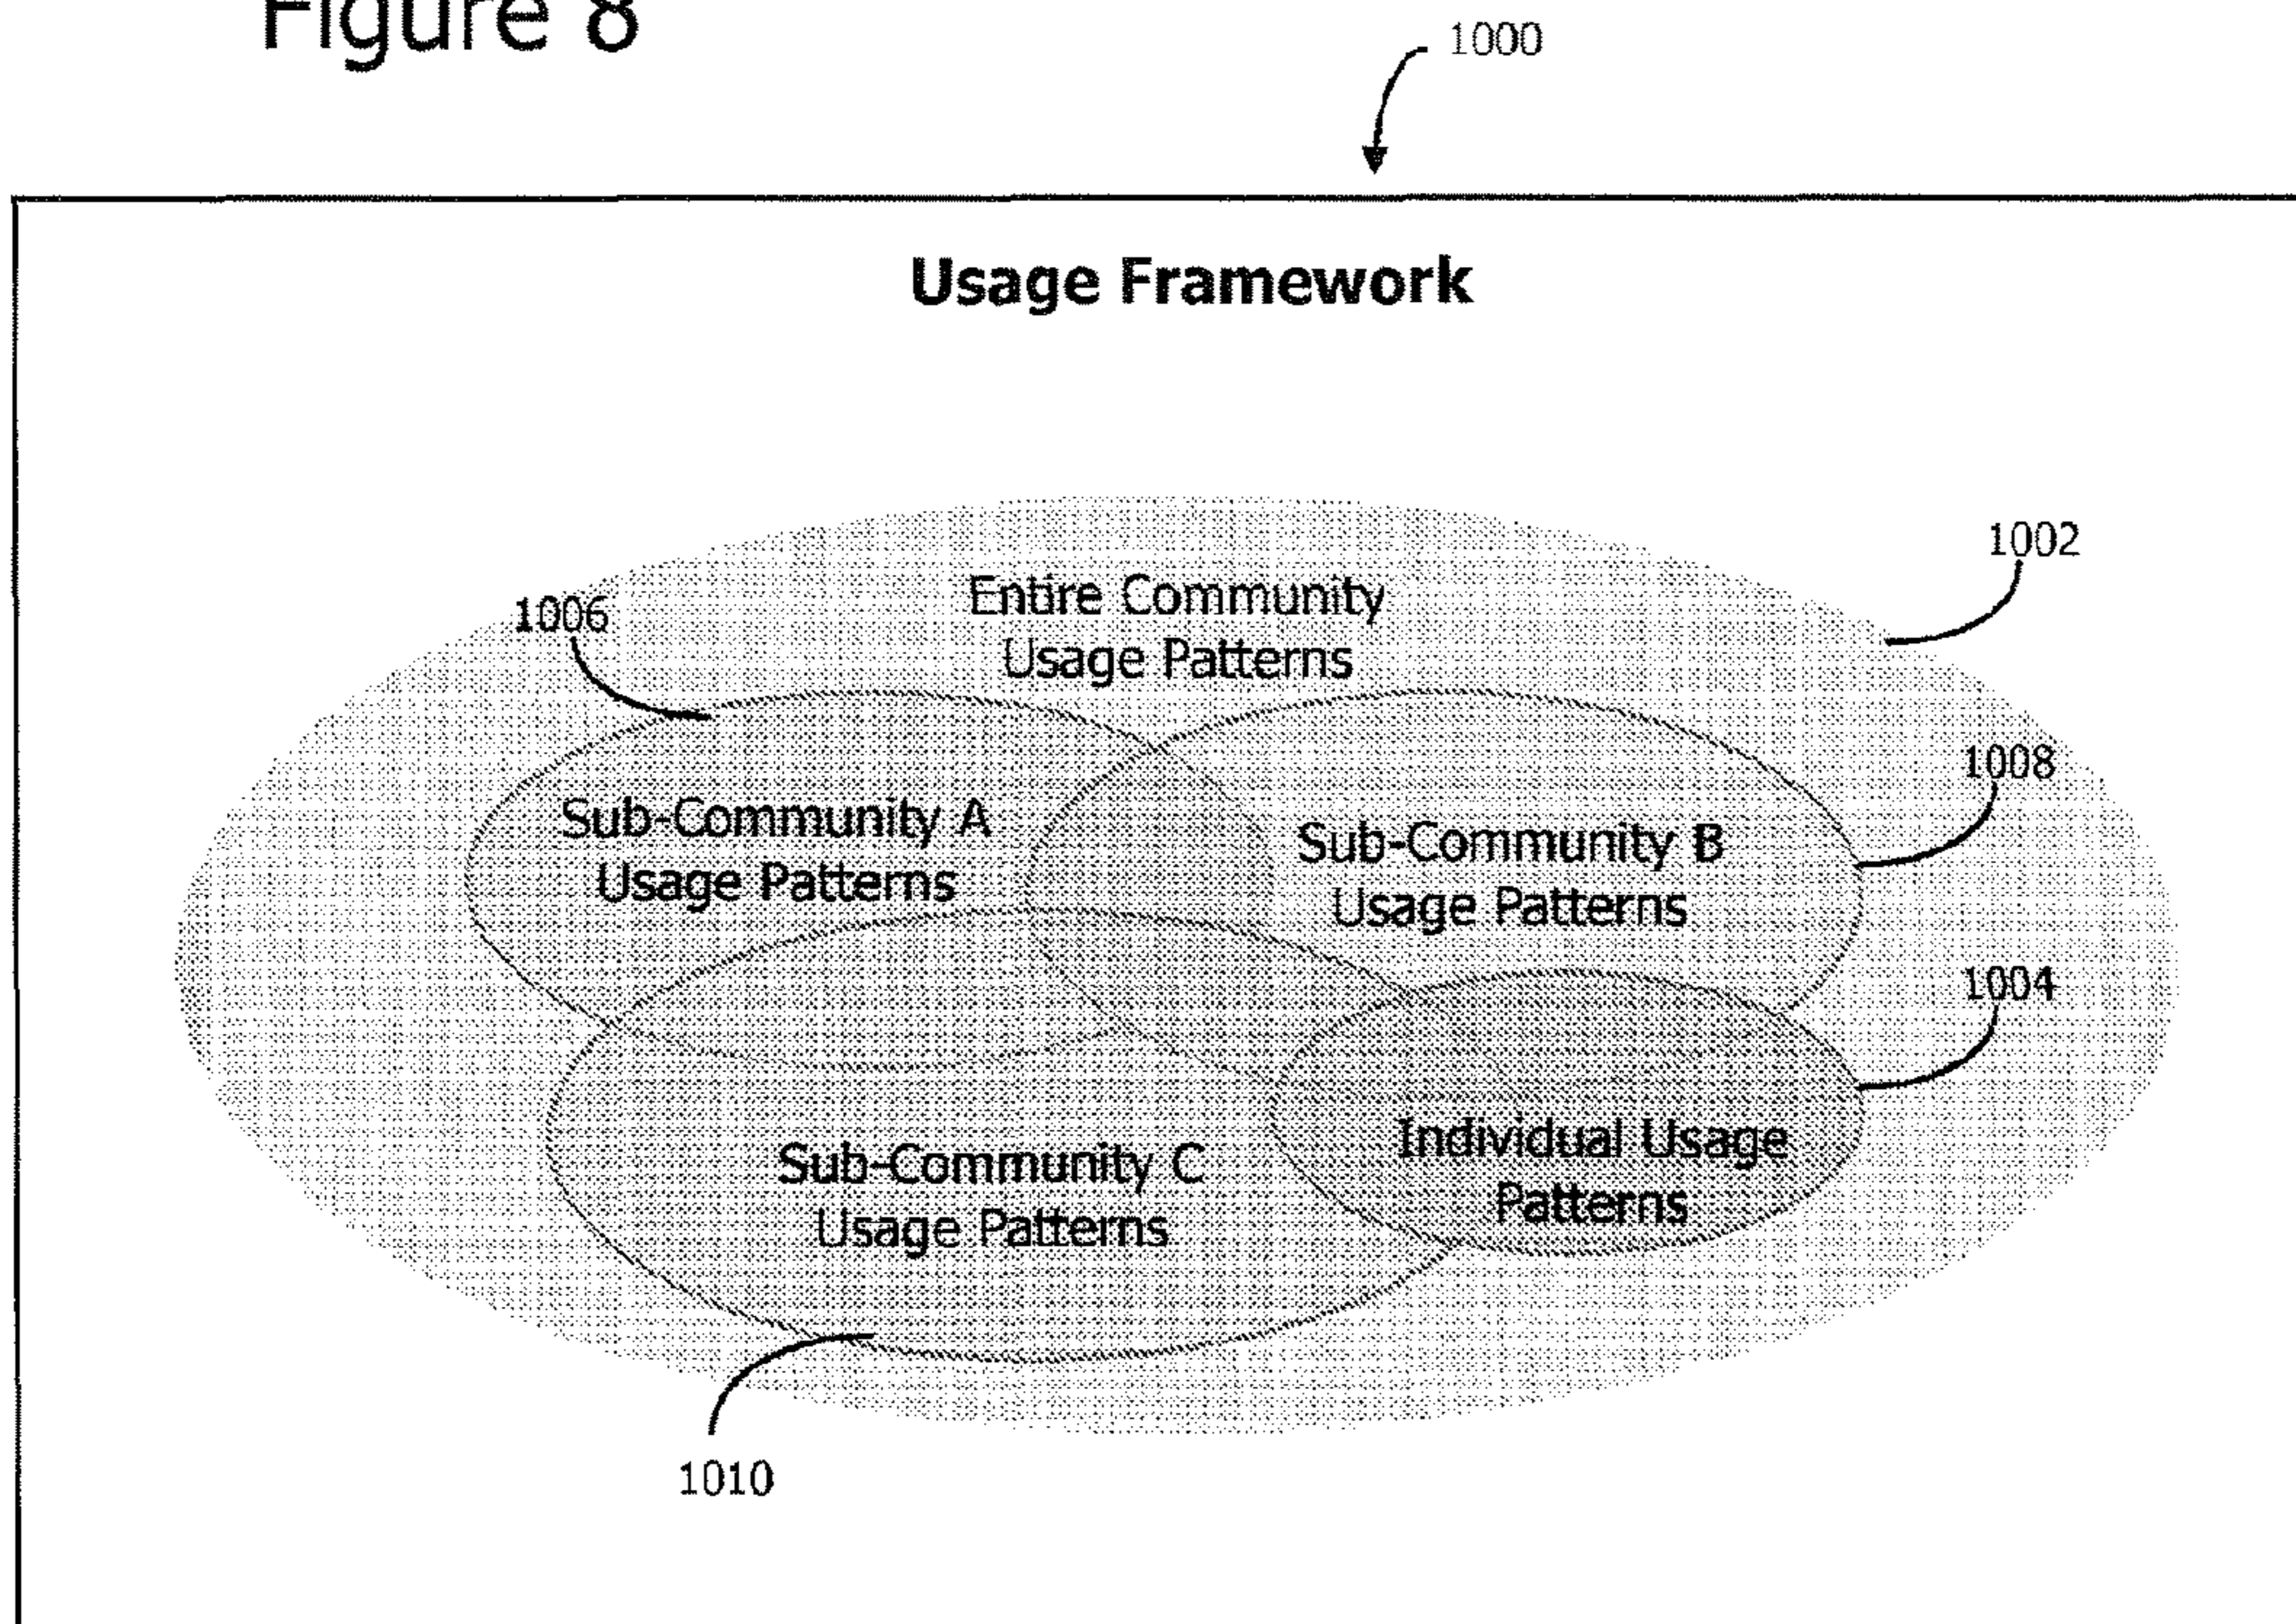 Figure 8
1000
Usage Framework
1002
Entire Community
Usage Patterns
1006
1008
Sub-Community A
Usage Patterns
Sub-Community B
Usage Patterns
1004
Individual Usage
Patterns
Sub-Community C
Usage Patterns
1010